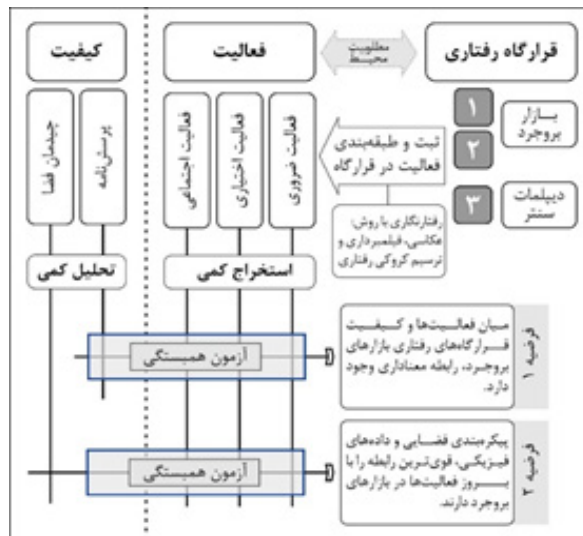 قرارگاه رفتاری
مطلوبیت
محیط
فعالیت
کیفیت
بازار
بروجرد
۱
۲
دیپلمات
سنتر
۳
ثبت و طبقه‌بندی
فعالیت در قرارگاه
رفتارنگاری با روش:
عکاسی، فیلمبرداری و
ترسیم کروکی رفتاری
فعالیت ضروری
فعالیت اختیاری
فعالیت اجتماعی
پرسش‌نامه
چیدمان فضا
استخراج کمی
تحلیل کمی
فرضیه ۱
میان فعالیت‌ها و کیفیت
قرارگاه‌های رفتاری بازارهای
بروجرد، رابطه معناداری وجود
دارد.
آزمون همبستگی
فرضیه ۲
پیکره‌بندی فضایی و داده‌های
فیزیکی، قوی‌ترین رابطه را با
بروز فعالیت‌ها در بازارهای
بروجرد دارند.
آزمون همبستگی